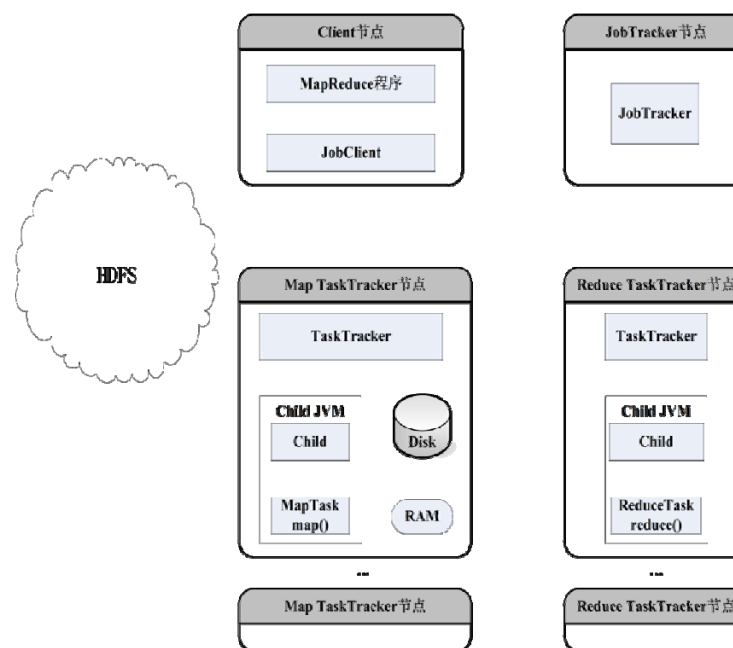 Client节点
MapReduce程序
JobClient
JobTracker节点
JobTracker
HDFS
Map TaskTracker节点
TaskTracker
Child JVM
Child
MapTask
map()
Disk
RAM
...
Map TaskTracker节点
Reduce TaskTracker节点
TaskTracker
Child JVM
Child
ReduceTask
reduce()
...
Reduce TaskTracker节点